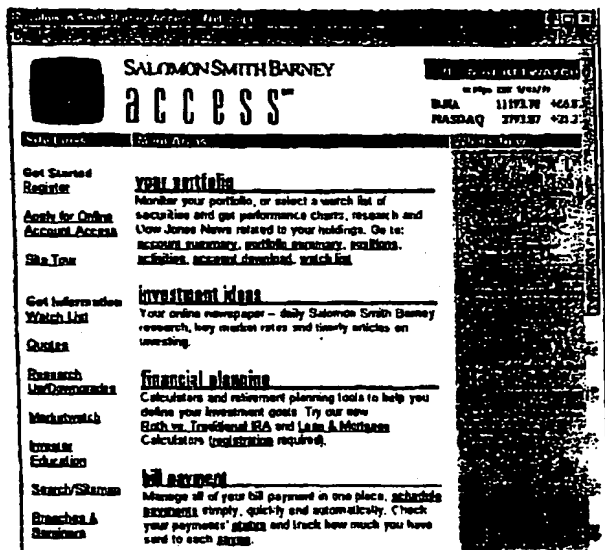 SALOMON SMITH BARNEY
access
NASDAQ
Get Started
Register
Apply for Online
Account Access
Site Tour
Get Information
Watch List
Quotes
Research
Up/Downgrades
Marketwatch
Investor
Education
Search/Sitemap
Branches &
Seminars
your portfolio
Monitor your portfolio, or select a watch list of
securities and get performance charts, research and
Dow Jones News related to your holdings. Go to:
account summary, portfolio summary, positions,
activities, account download, watch list
investment ideas
Your online newspaper – daily Salomon Smith Barney
research, key market rates and timely articles on
investing.
financial planning
Calculators and retirement planning tools to help you
define your investment goals. Try our new
Roth vs. Traditional IRA and Loan & Mortgage
Calculators (registration required).
bill payment
Manage all of your bill payment in one place, schedule
payments simply, quickly and automatically. Check
your payments' status and track how much you have
sent to each payee.